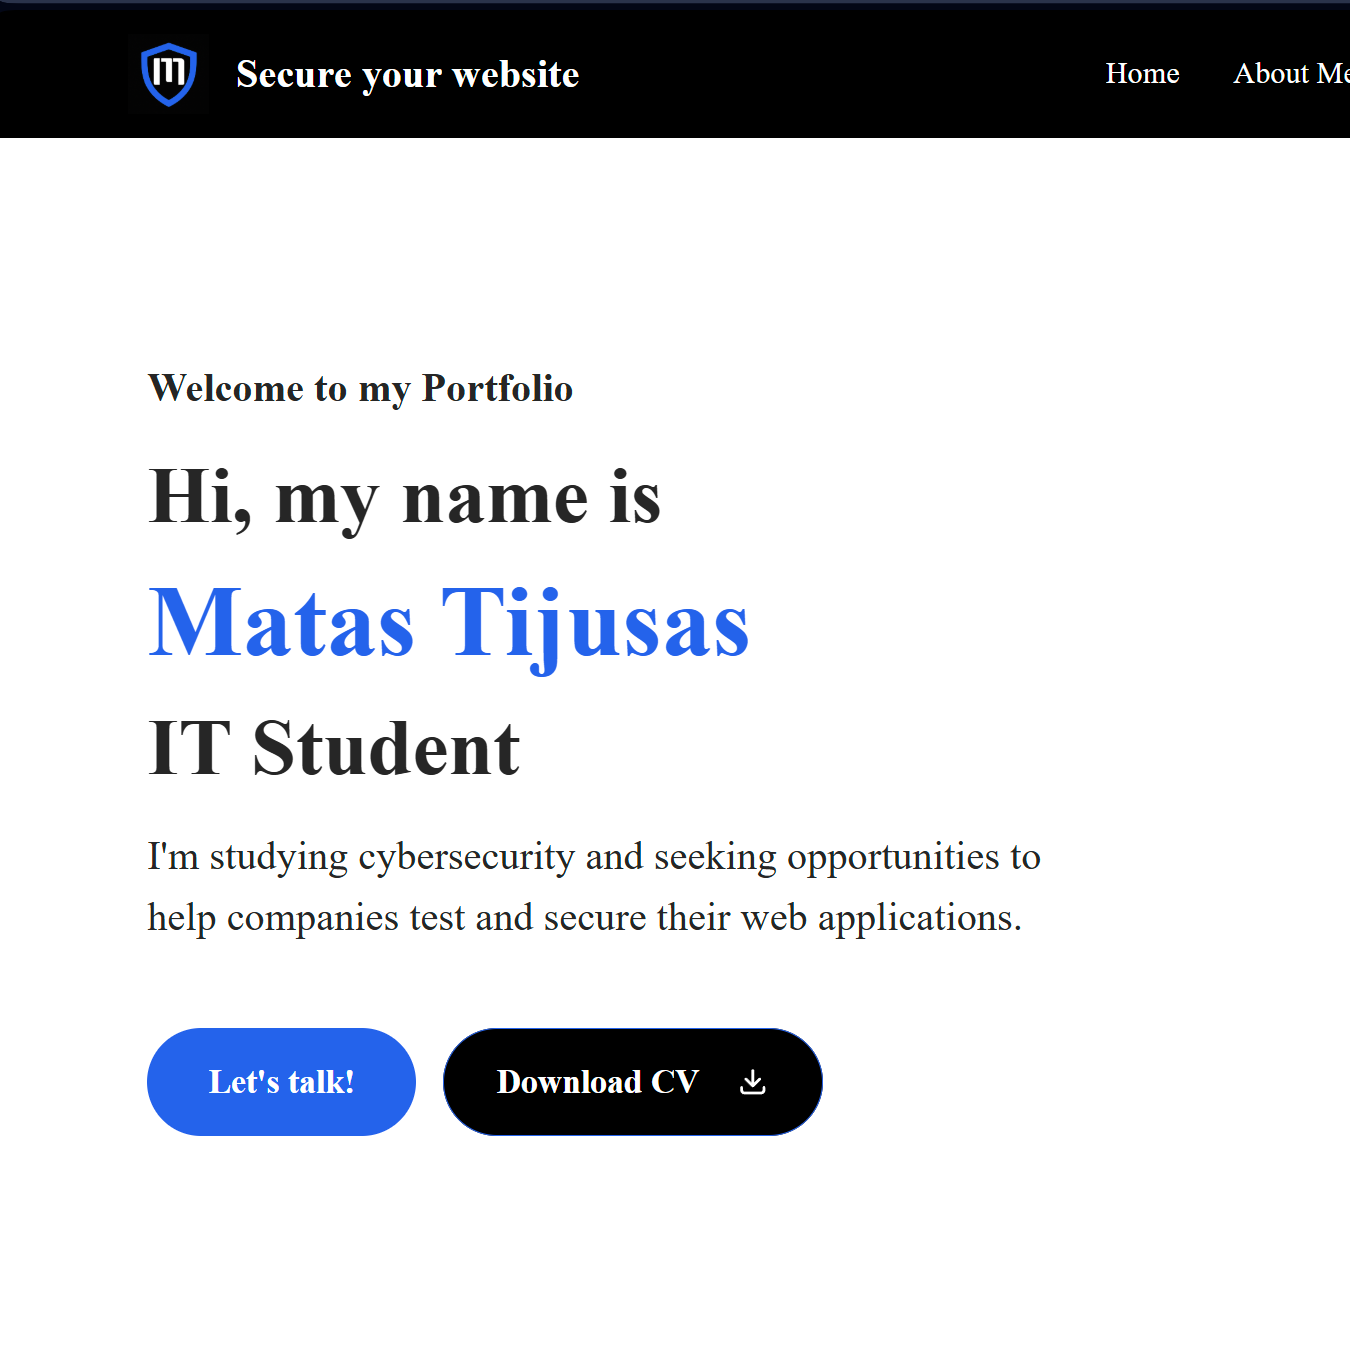 m
Secure your website
Home
About Me
Welcome to my Portfolio
Hi, my name is
Matas Tijusas
IT Student
I'm studying cybersecurity and seeking opportunities to
help companies test and secure their web applications.
Let's talk!
Download CV